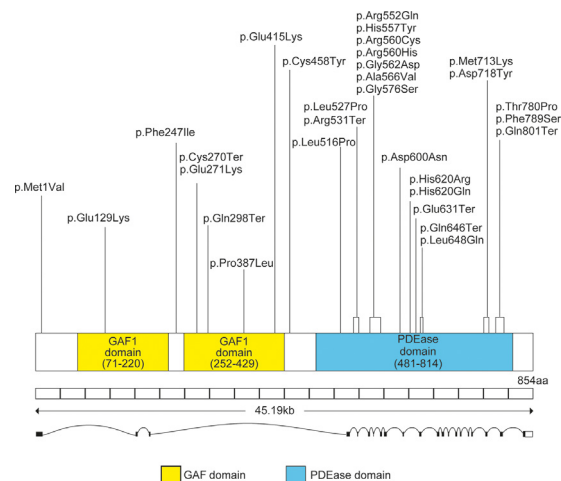 p.Arg552Gln
p.His557Tyr
p.Arg560Cys
p.Arg560His
p.Gly562Asp
p.Ala566Val
p.Gly576Ser
p.Glu415Lys
p.Cys458Tyr
p.Met713Lys
p.Asp718Tyr
p.Leu527Pro
p.Arg531Ter
p.Thr780Pro
p.Phe789Ser
p.Gln801Ter
p.Phe247Ile
p.Leu516Pro
p.Cys270Ter
p.Glu271Lys
p.Asp600Asn
p.His620Arg
p.His620Gln
p.Met1Val
p.Glu129Lys
p.Gln298Ter
p.Glu631Ter
p.Gln646Ter
p.Leu648Gln
p.Pro387Leu
GAF1
domain
(71-220)
GAF1
domain
(252-429)
PDEase
domain
(481-814)
854aa
45.19kb
GAF domain
PDEase domain